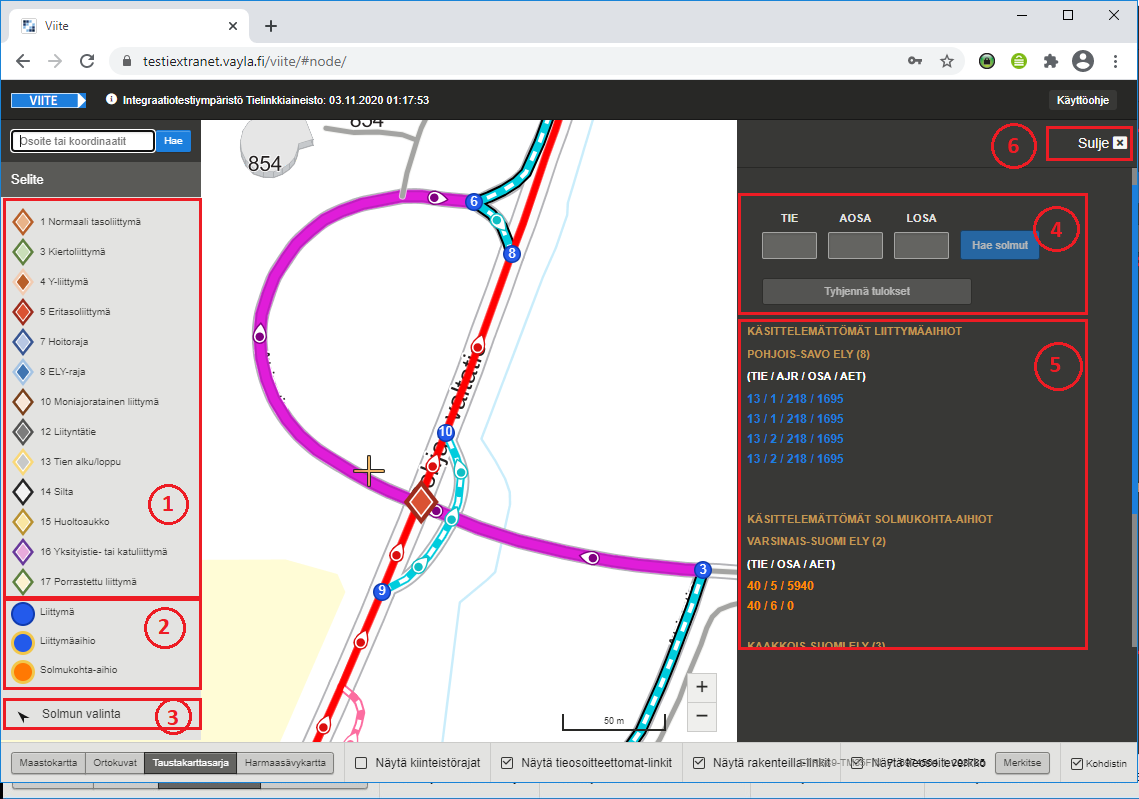 Viite
testiextranet.vayla.fi/viite/#node/
VIITE
Integraatiotestiympäristö Tielinkkiaineisto: 03.11.2020 01:17:53
Käyttöohje
Osoite tai koordinaatit
Hae
Selite
1 Normaali tasoliittymä
3 Kiertoliittymä
4 Y-liittymä
5 Eritasoliittymä
7 Hoitoraja
8 ELY-raja
10 Moniajoratainen liittymä
12 Liityntätie
13 Tien alku/loppu
14 Silta
15 Huoltoaukko
16 Yksityistie- tai katuliittymä
17 Porrastettu liittymä
1
Liittymä
Liittymäaihio
Solmukohta-aihio
2
Solmun valinta
3
854
854
6
8
10
9
3
50 m
+
−
6
Sulje
TIE AOSA LOSA
Hae solmut
4
Tyhjennä tulokset
KÄSITTELEMÄTTÖMÄT LIITTYMÄAIHIOT
POHJOIS-SAVO ELY (8)
(TIE / AJR / OSA / AET)
13 / 1 / 218 / 1695
13 / 1 / 218 / 1695
13 / 2 / 218 / 1695
13 / 2 / 218 / 1695
5
KÄSITTELEMÄTTÖMÄT SOLMUKOHTA-AIHIOT
VARSINAIS-SUOMI ELY (2)
(TIE / OSA / AET)
40 / 5 / 5940
40 / 6 / 0
KAAKKOIS-SUOMI ELY (3)
Maastokartta Ortokuvat Taustakarttasarja Harmaasävykartta
Näytä kiinteistörajat
Näytä tieosoitteettomat-linkit
Näytä rakenteilla-linkit
Näytä tieosoiteverkko
Merkitse
Kohdistin